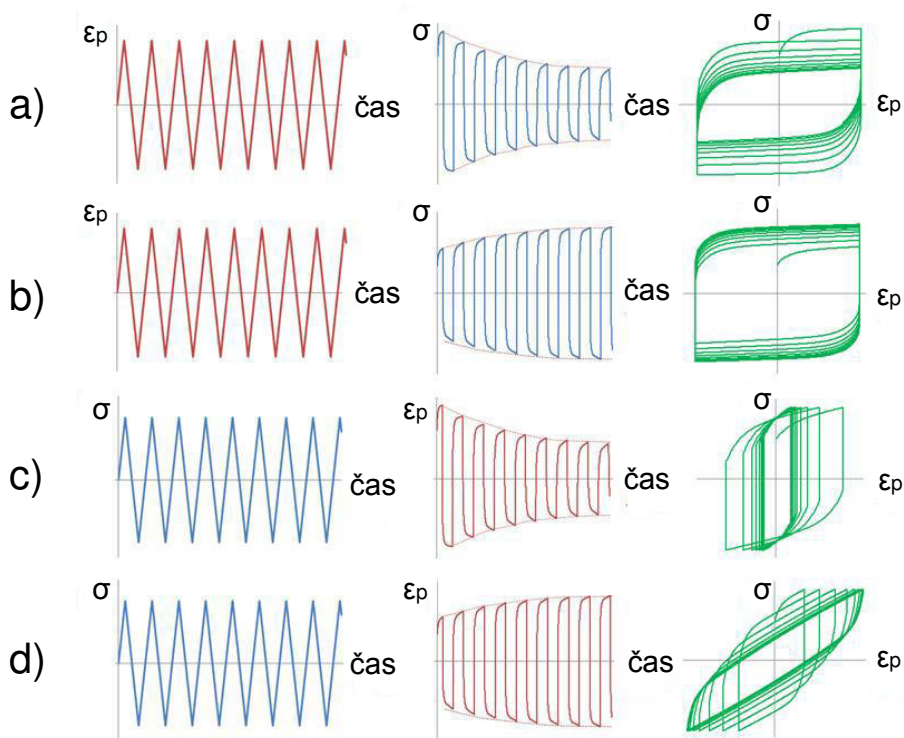 a) εp čas σ čas σ εp
b) εp čas σ čas σ εp
c) σ čas εp čas σ εp
d) σ čas εp čas σ εp